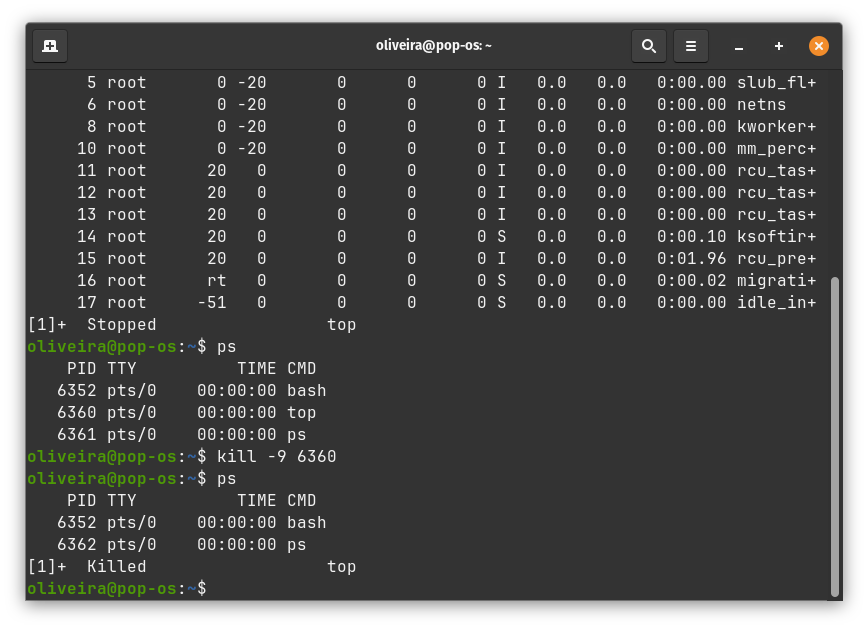 oliveira@pop-os: ~
5 root 0 -20 0 0 0 I 0.0 0.0 0:00.00 slub_fl+
6 root 0 -20 0 0 0 I 0.0 0.0 0:00.00 netns
8 root 0 -20 0 0 0 I 0.0 0.0 0:00.00 kworker+
10 root 0 -20 0 0 0 I 0.0 0.0 0:00.00 mm_perc+
11 root 20 0 0 0 0 I 0.0 0.0 0:00.00 rcu_tas+
12 root 20 0 0 0 0 I 0.0 0.0 0:00.00 rcu_tas+
13 root 20 0 0 0 0 I 0.0 0.0 0:00.00 rcu_tas+
14 root 20 0 0 0 0 S 0.0 0.0 0:00.10 ksoftir+
15 root 20 0 0 0 0 I 0.0 0.0 0:01.96 rcu_pre+
16 root rt 0 0 0 0 S 0.0 0.0 0:00.02 migrati+
17 root -51 0 0 0 0 S 0.0 0.0 0:00.00 idle_in+
[1]+ Stopped top
oliveira@pop-os:~$ ps
PID TTY TIME CMD
6352 pts/0 00:00:00 bash
6360 pts/0 00:00:00 top
6361 pts/0 00:00:00 ps
oliveira@pop-os:~$ kill -9 6360
oliveira@pop-os:~$ ps
PID TTY TIME CMD
6352 pts/0 00:00:00 bash
6362 pts/0 00:00:00 ps
[1]+ Killed top
oliveira@pop-os:~$